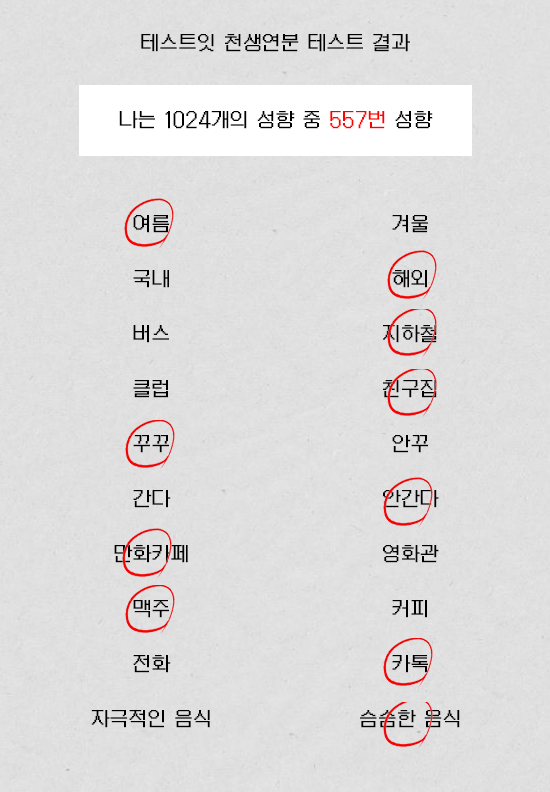 테스트잇 천생연분 테스트 결과
나는 1024개의 성향 중 557번 성향
여름 겨울
국내 해외
버스 지하철
클럽 친구집
꾸꾸 안꾸
간다 안간다
만화카페 영화관
맥주 커피
전화 카톡
자극적인 음식 슴슴한 음식